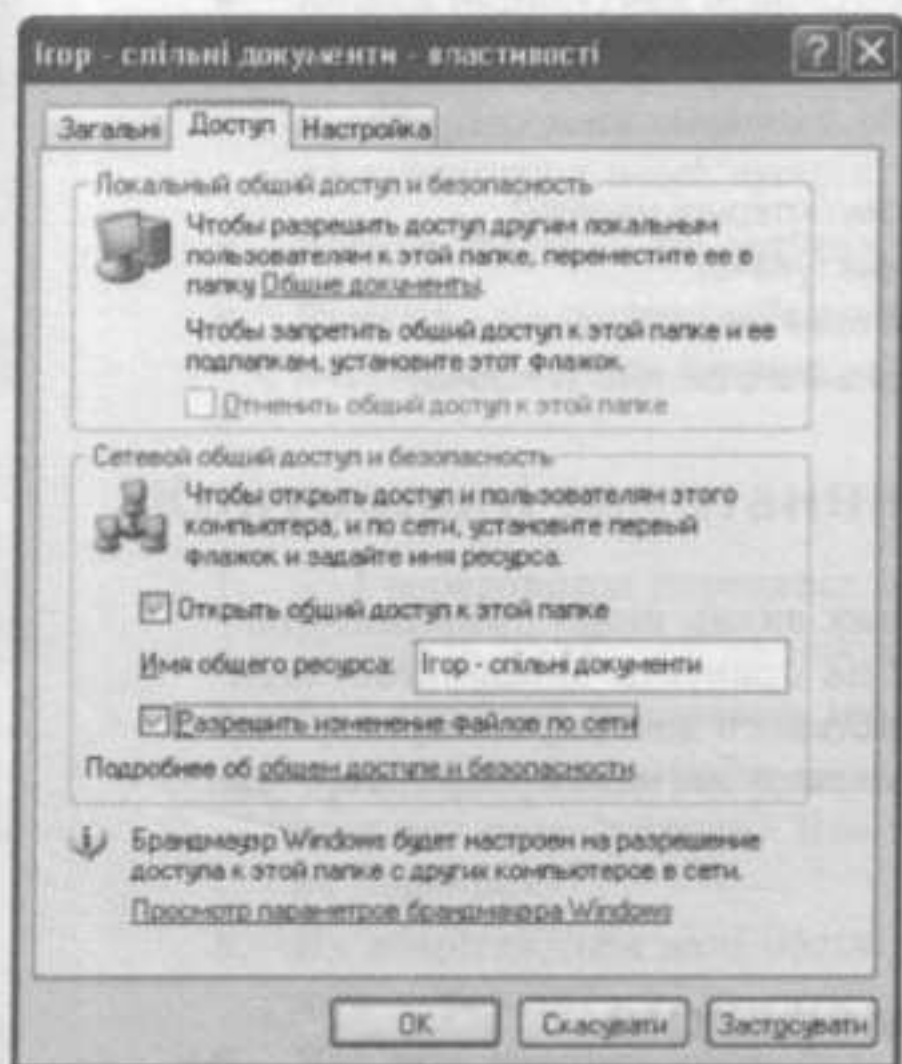 Ігор - спільні документи - властивості
Загальні Доступ Настройка
Локальный общий доступ и безопасность
Чтобы разрешить доступ другим локальным
пользователям к этой папке, переместите ее в
папку Общие документы.
Чтобы запретить общий доступ к этой папке и ее
подпапкам, установите этот флажок.
Отменить общий доступ к этой папке
Сетевой общий доступ и безопасность
Чтобы открыть доступ и пользователям этого
компьютера, и по сети, установите первый
флажок и задайте имя ресурса.
Открыть общий доступ к этой папке
Имя общего ресурса: Ігор - спільні документи
Разрешить изменение файлов по сети
Подробнее об общем доступе и безопасности.
Брандмауэр Windows будет настроен на разрешение
доступа к этой папке с других компьютеров в сети.
Просмотр параметров брандмауэра Windows
OK Скасувати Застосувати